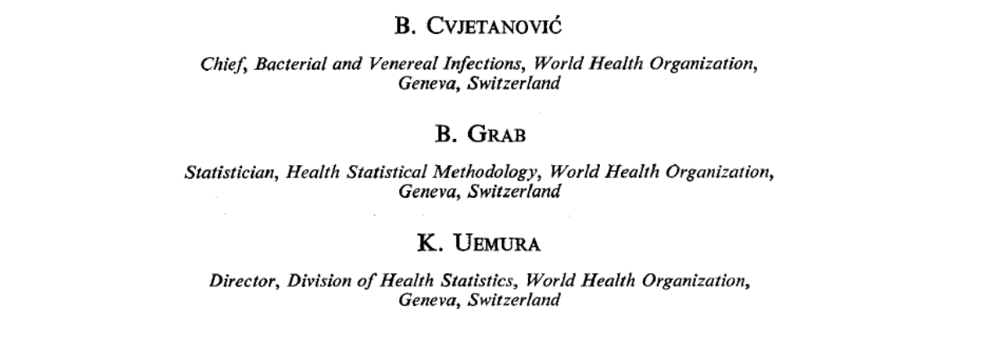 B. CVJETANOVIĆ
Chief, Bacterial and Venereal Infections, World Health Organization,
Geneva, Switzerland
B. GRAB
Statistician, Health Statistical Methodology, World Health Organization,
Geneva, Switzerland
K. UEMURA
Director, Division of Health Statistics, World Health Organization,
Geneva, Switzerland